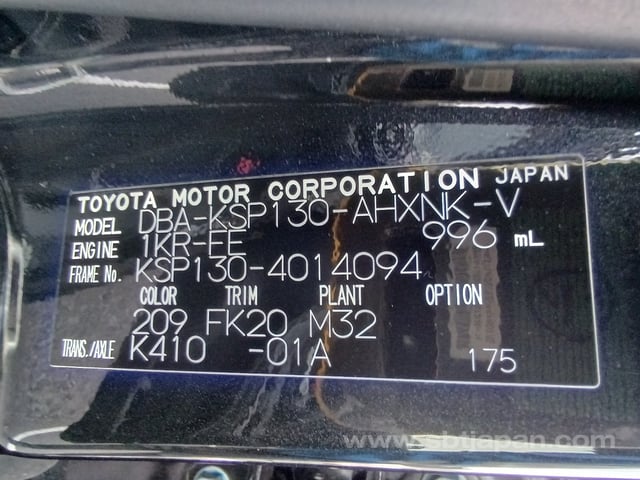 TOYOTA MOTOR CORPORATION JAPAN
MODEL DBA-KSP130-AHXNK-V
ENGINE 1KR-FE 996 mL
FRAME No. KSP130-4014094
COLOR TRIM PLANT OPTION
209 FK20 M32
TRANS./AXLE K410 -01A 175
www.sbtjapan.com